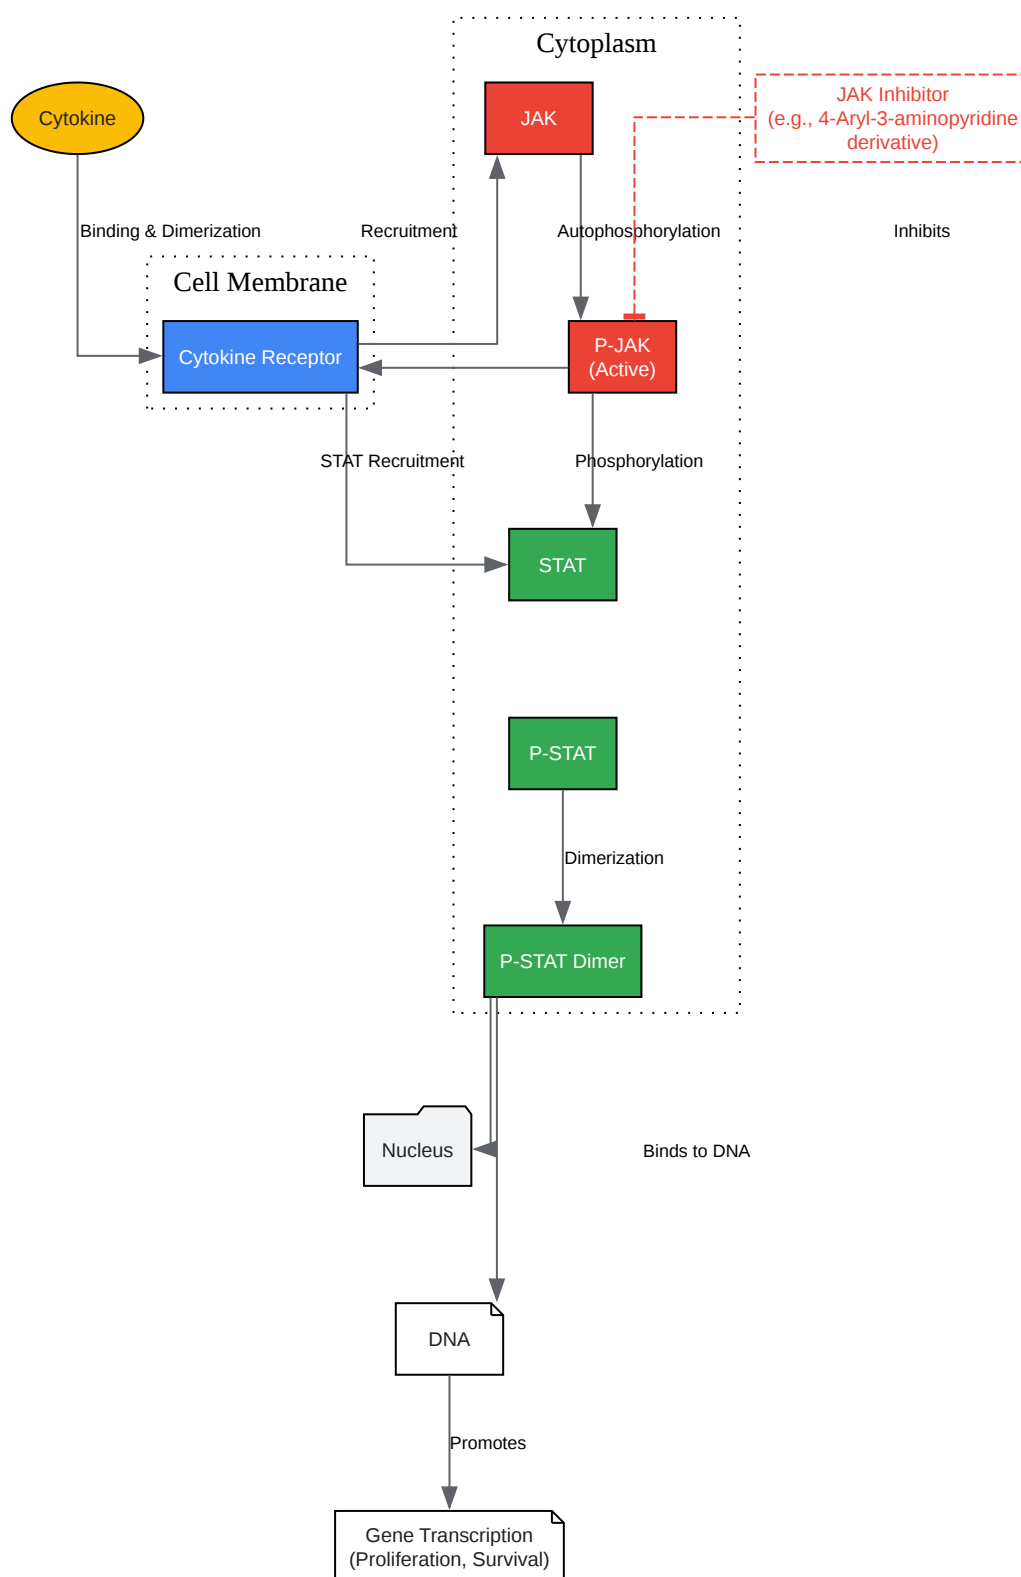 Cytoplasm
Cytokine
JAK
JAK Inhibitor
(e.g., 4-Aryl-3-aminopyridine
derivative)
Binding & Dimerization
Recruitment
Autophosphorylation
Inhibits
Cell Membrane
Cytokine Receptor
P-JAK
(Active)
STAT Recruitment
Phosphorylation
STAT
P-STAT
Dimerization
P-STAT Dimer
Nucleus
Binds to DNA
DNA
Promotes
Gene Transcription
(Proliferation, Survival)